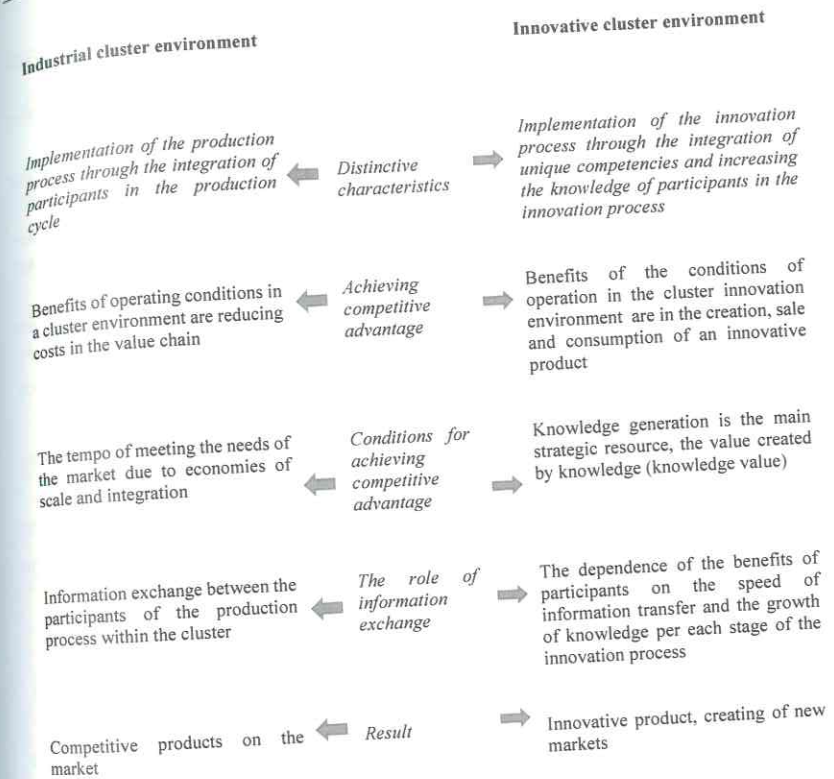 Industrial cluster environment
Innovative cluster environment
Implementation of the production
process through the integration of
participants in the production
cycle
Distinctive
characteristics
Implementation of the innovation
process through the integration of
unique competencies and increasing
the knowledge of participants in the
innovation process
Benefits of operating conditions in
a cluster environment are reducing
costs in the value chain
Achieving
competitive
advantage
Benefits of the conditions of
operation in the cluster innovation
environment are in the creation, sale
and consumption of an innovative
product
The tempo of meeting the needs of
the market due to economies of
scale and integration
Conditions for
achieving
competitive
advantage
Knowledge generation is the main
strategic resource, the value created
by knowledge (knowledge value)
Information exchange between the
participants of the production
process within the cluster
The role of
information
exchange
The dependence of the benefits of
participants on the speed of
information transfer and the growth
of knowledge per each stage of the
innovation process
Competitive products on the
market
Result
Innovative product, creating of new
markets